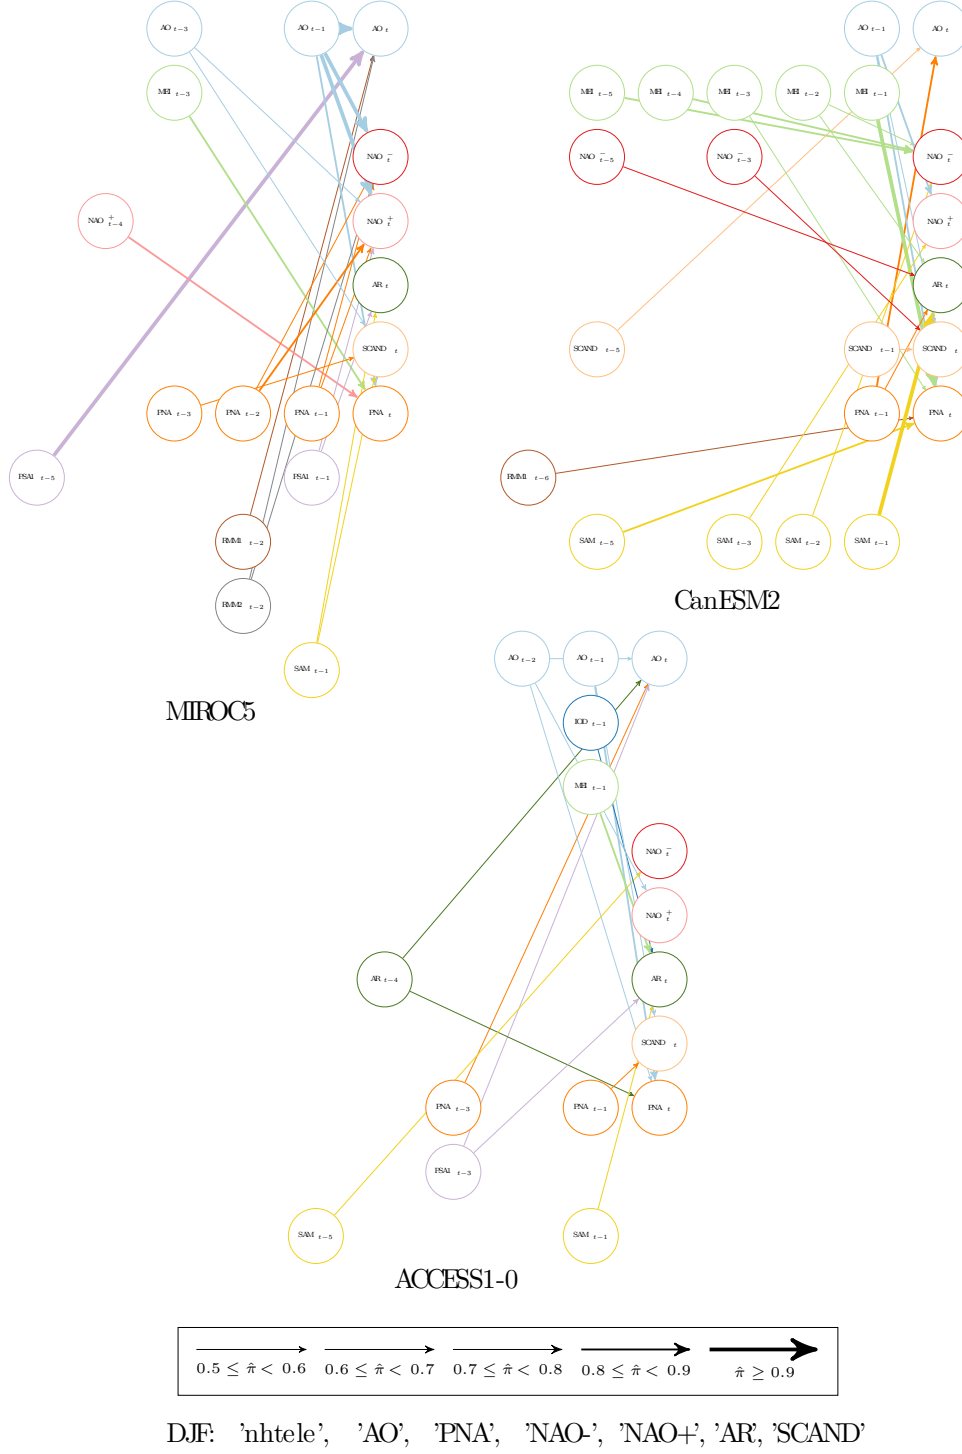 AO t−3 AO t−1 AO t
MEI t−3
NAO − t
NAO + t−4 NAO + t
AR t
SCAND t
PNA t−3 PNA t−2 PNA t−1 PNA t
PSA1 t−5 PSA1 t−1
RMM1 t−2
RMM2 t−2
SAM t−1
MIROC5
AO t−1 AO t
MEI t−5 MEI t−4 MEI t−3 MEI t−2 MEI t−1
NAO − t−5 NAO − t−3 NAO − t
NAO + t
AR t
SCAND t−5 SCAND t−1 SCAND t
PNA t−1 PNA t
RMM1 t−6
SAM t−5 SAM t−3 SAM t−2 SAM t−1
CanESM2
AO t−2 AO t−1 AO t
IOD t−1
MEI t−1
NAO − t
NAO + t
AR t−4 AR t
SCAND t
PNA t−3 PNA t−1 PNA t
PSA1 t−3
SAM t−5 SAM t−1
ACCESS1-0
0.5 ≤ π̂ < 0.6 0.6 ≤ π̂ < 0.7 0.7 ≤ π̂ < 0.8 0.8 ≤ π̂ < 0.9 π̂ ≥ 0.9
DJF: 'nhtele', 'AO', 'PNA', 'NAO-', 'NAO+', 'AR', 'SCAND'